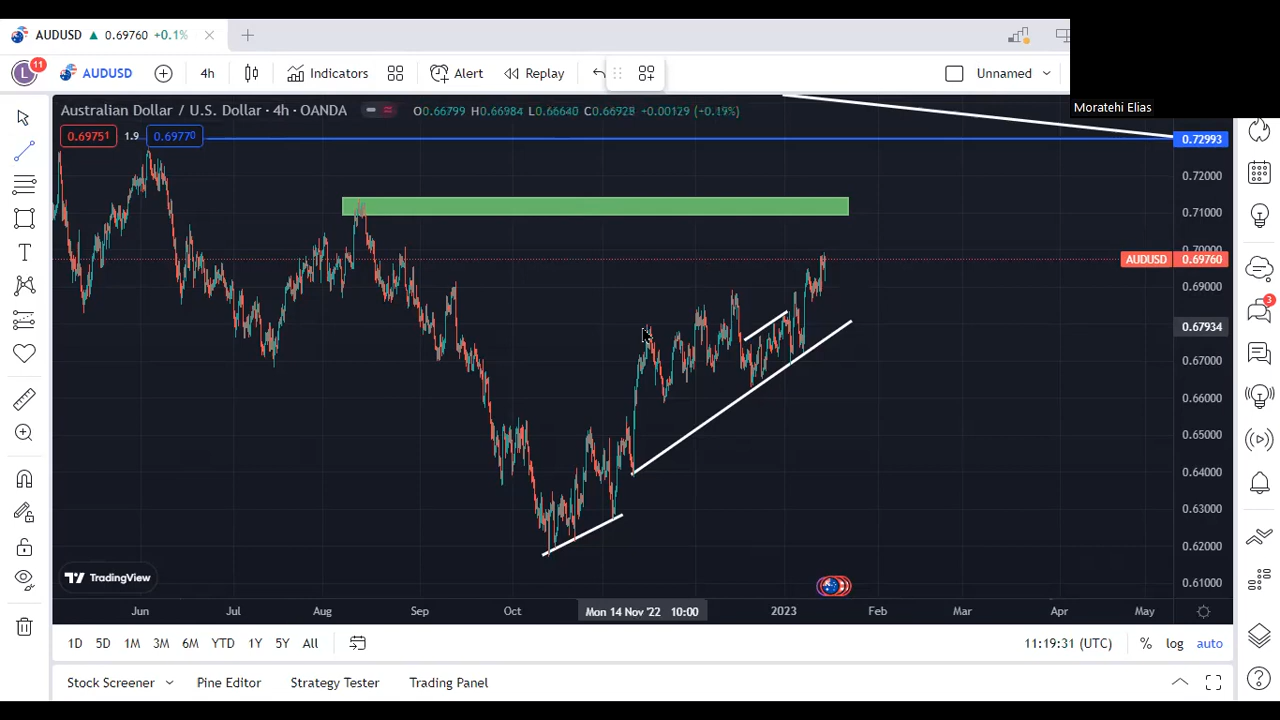 AUDUSD ▲ 0.69760 +0.1%
L 11 AUDUSD 4h Indicators Alert Replay Unnamed
Moratehi Elias
Australian Dollar / U.S. Dollar · 4h · OANDA O0.66799 H0.66984 L0.66640 C0.66928 +0.00129 (+0.19%)
0.69751 1.9 0.69770
0.72993
0.72000
0.71000
0.70000
AUDUSD 0.69760
0.69000
3
0.67934
0.67000
0.66000
0.65000
0.64000
0.63000
0.62000
TradingView
0.61000
Jun Jul Aug Sep Oct Mon 14 Nov '22 10:00 2023 Feb Mar Apr May
1D 5D 1M 3M 6M YTD 1Y 5Y All 11:19:31 (UTC) % log auto
Stock Screener Pine Editor Strategy Tester Trading Panel